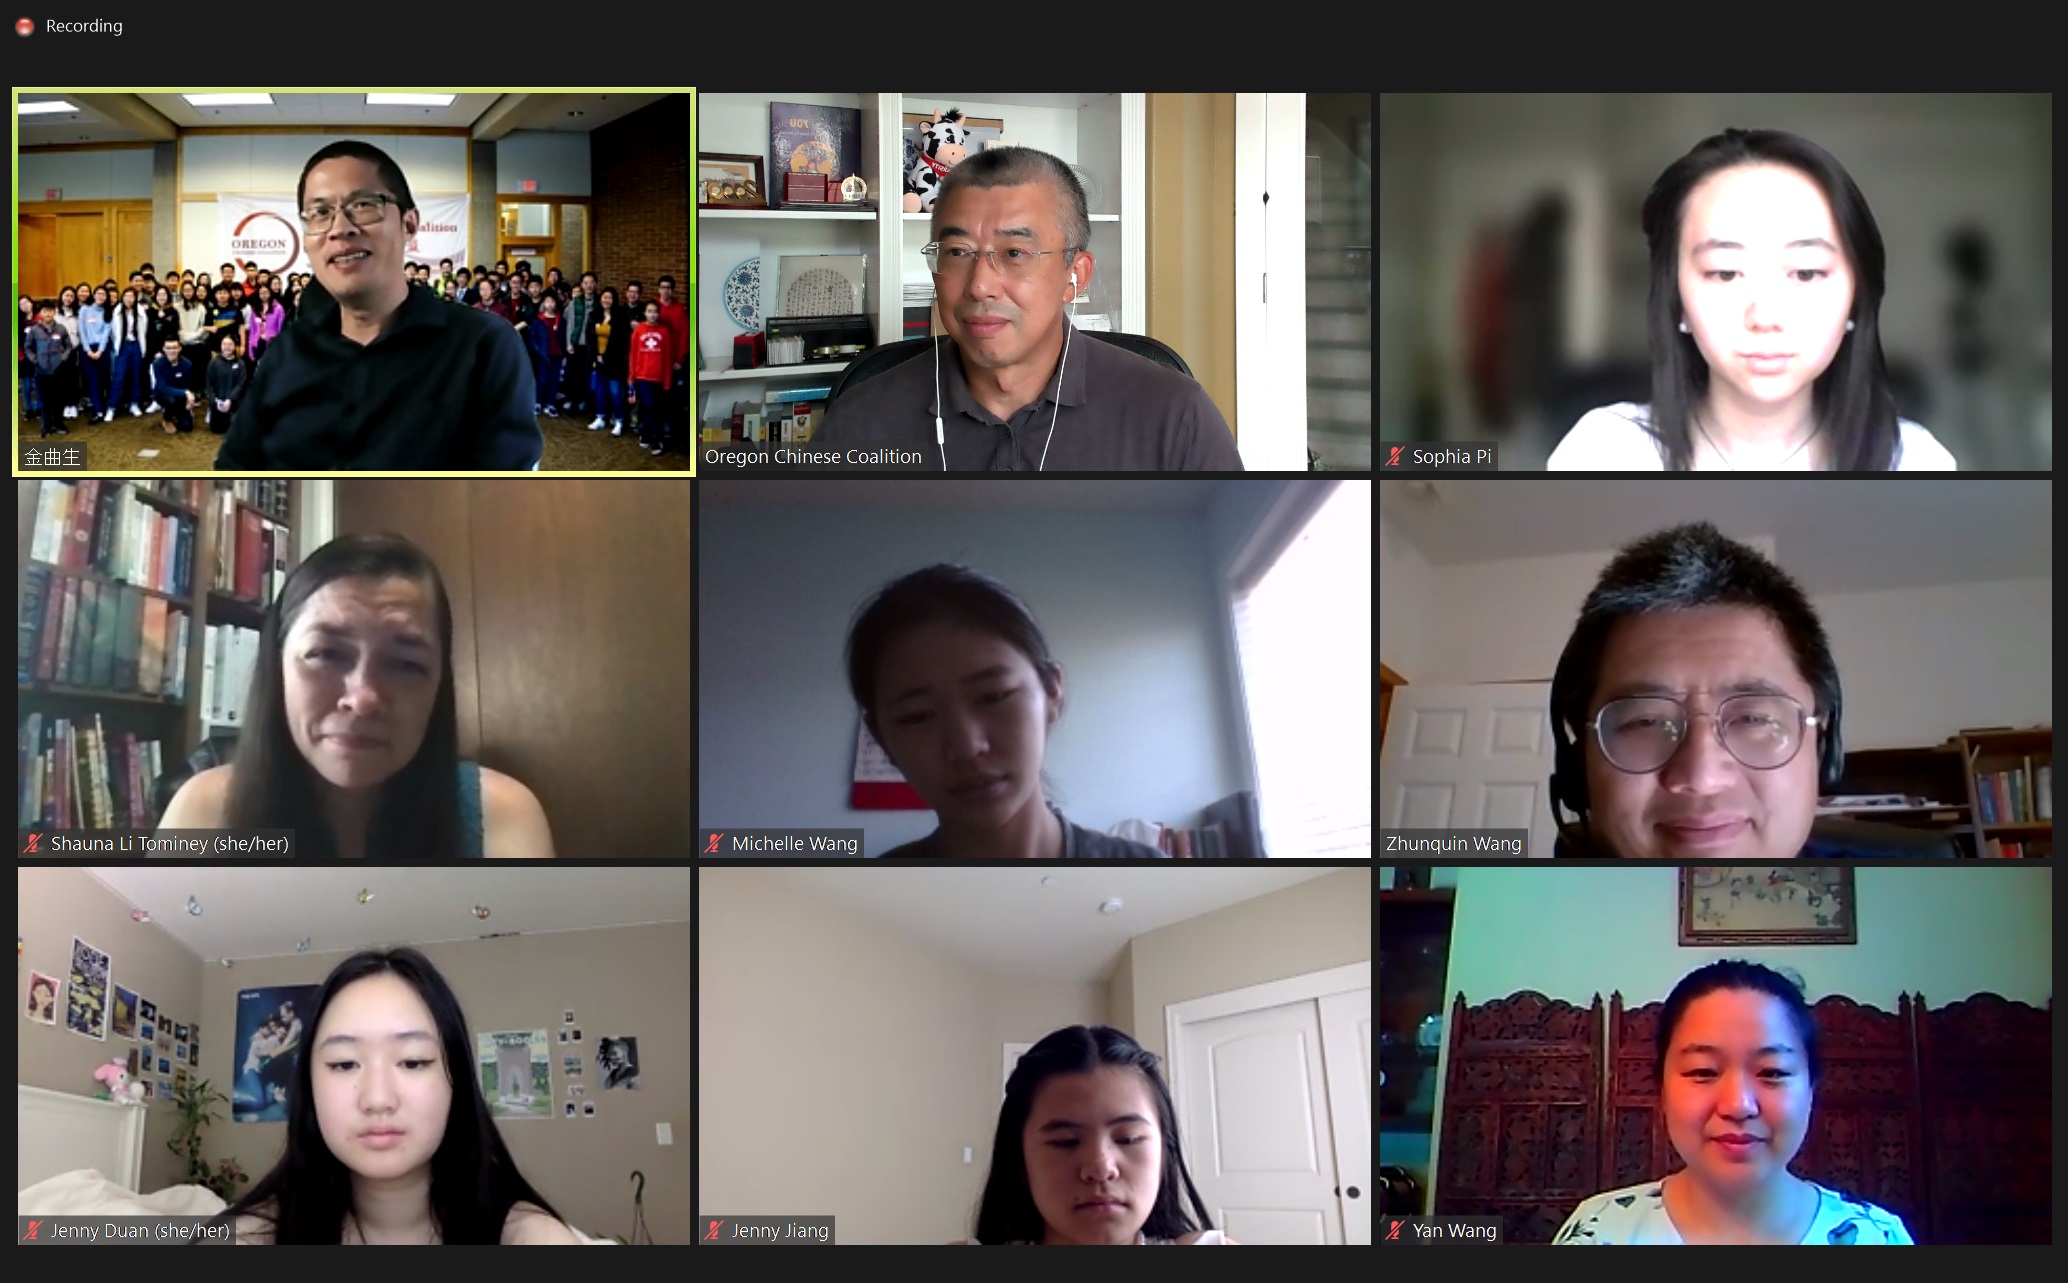 Recording
YOU
OREGON
alition
金曲生
Oregon Chinese Coalition
Sophia Pi
Shauna Li Tominey (she/her)
Michelle Wang
Zhunquin Wang
Jenny Duan (she/her)
Jenny Jiang
Yan Wang